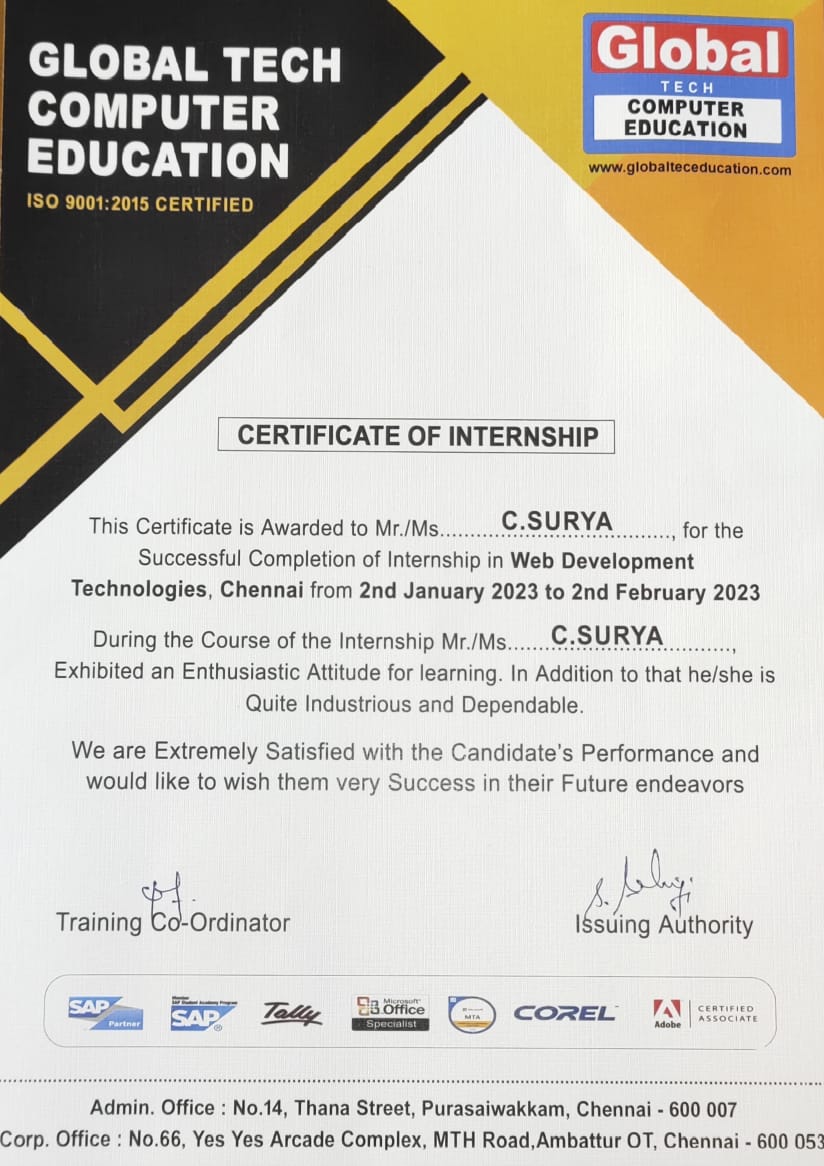 GLOBAL TECH
COMPUTER
EDUCATION
ISO 9001:2015 CERTIFIED
Global
TECH
COMPUTER
EDUCATION
www.globalteceducation.com
CERTIFICATE OF INTERNSHIP
This Certificate is Awarded to Mr./Ms.....C.SURYA....., for the
Successful Completion of Internship in Web Development
Technologies, Chennai from 2nd January 2023 to 2nd February 2023
During the Course of the Internship Mr./Ms.....C.SURYA.....,
Exhibited an Enthusiastic Attitude for learning. In Addition to that he/she is
Quite Industrious and Dependable.
We are Extremely Satisfied with the Candidate's Performance and
would like to wish them very Success in their Future endeavors
Training Co-Ordinator
Issuing Authority
SAP
Partner
Member
SAP Student Academy Program
SAP®
Tally
Microsoft®
Office
Specialist
MTA
COREL™
Adobe
CERTIFIED
ASSOCIATE
Admin. Office : No.14, Thana Street, Purasaiwakkam, Chennai - 600 007
Corp. Office : No.66, Yes Yes Arcade Complex, MTH Road,Ambattur OT, Chennai - 600 053